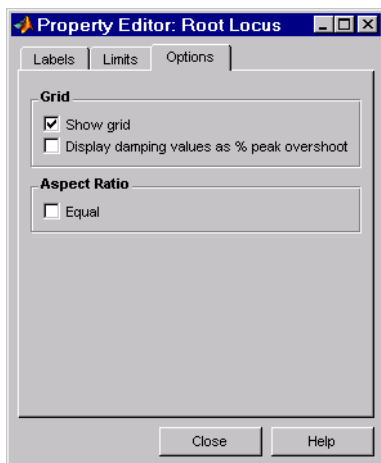 Property Editor: Root Locus
Labels Limits Options
Grid
Show grid
Display damping values as % peak overshoot
Aspect Ratio
Equal
Close Help